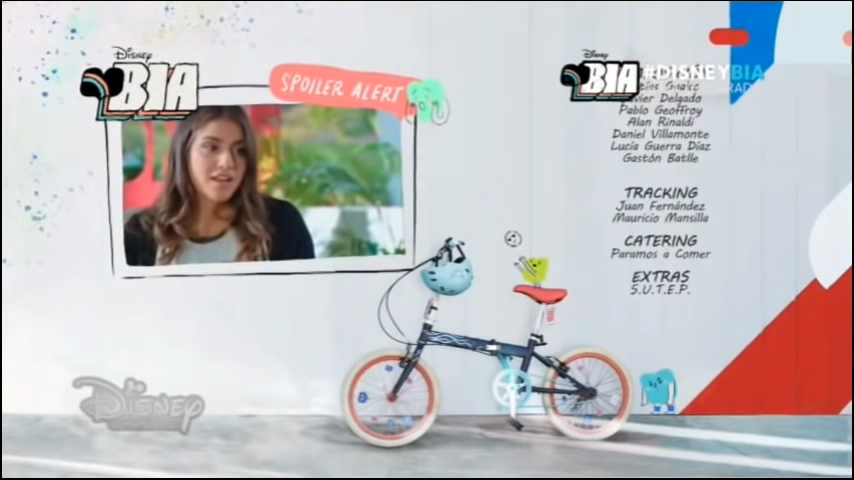 DISNEY
BIA
SPOILER ALERT
DISNEY
BIA
#DISNEYBIA
Javier Delgado
Pablo Geoffroy
Alan Rinaldi
Daniel Villamonte
Lucía Guerra Díaz
Gastón Batlle
TRACKING
Juan Fernández
Mauricio Mansilla
CATERING
Paramos a Comer
EXTRAS
S.U.T.E.P.
DISNEY